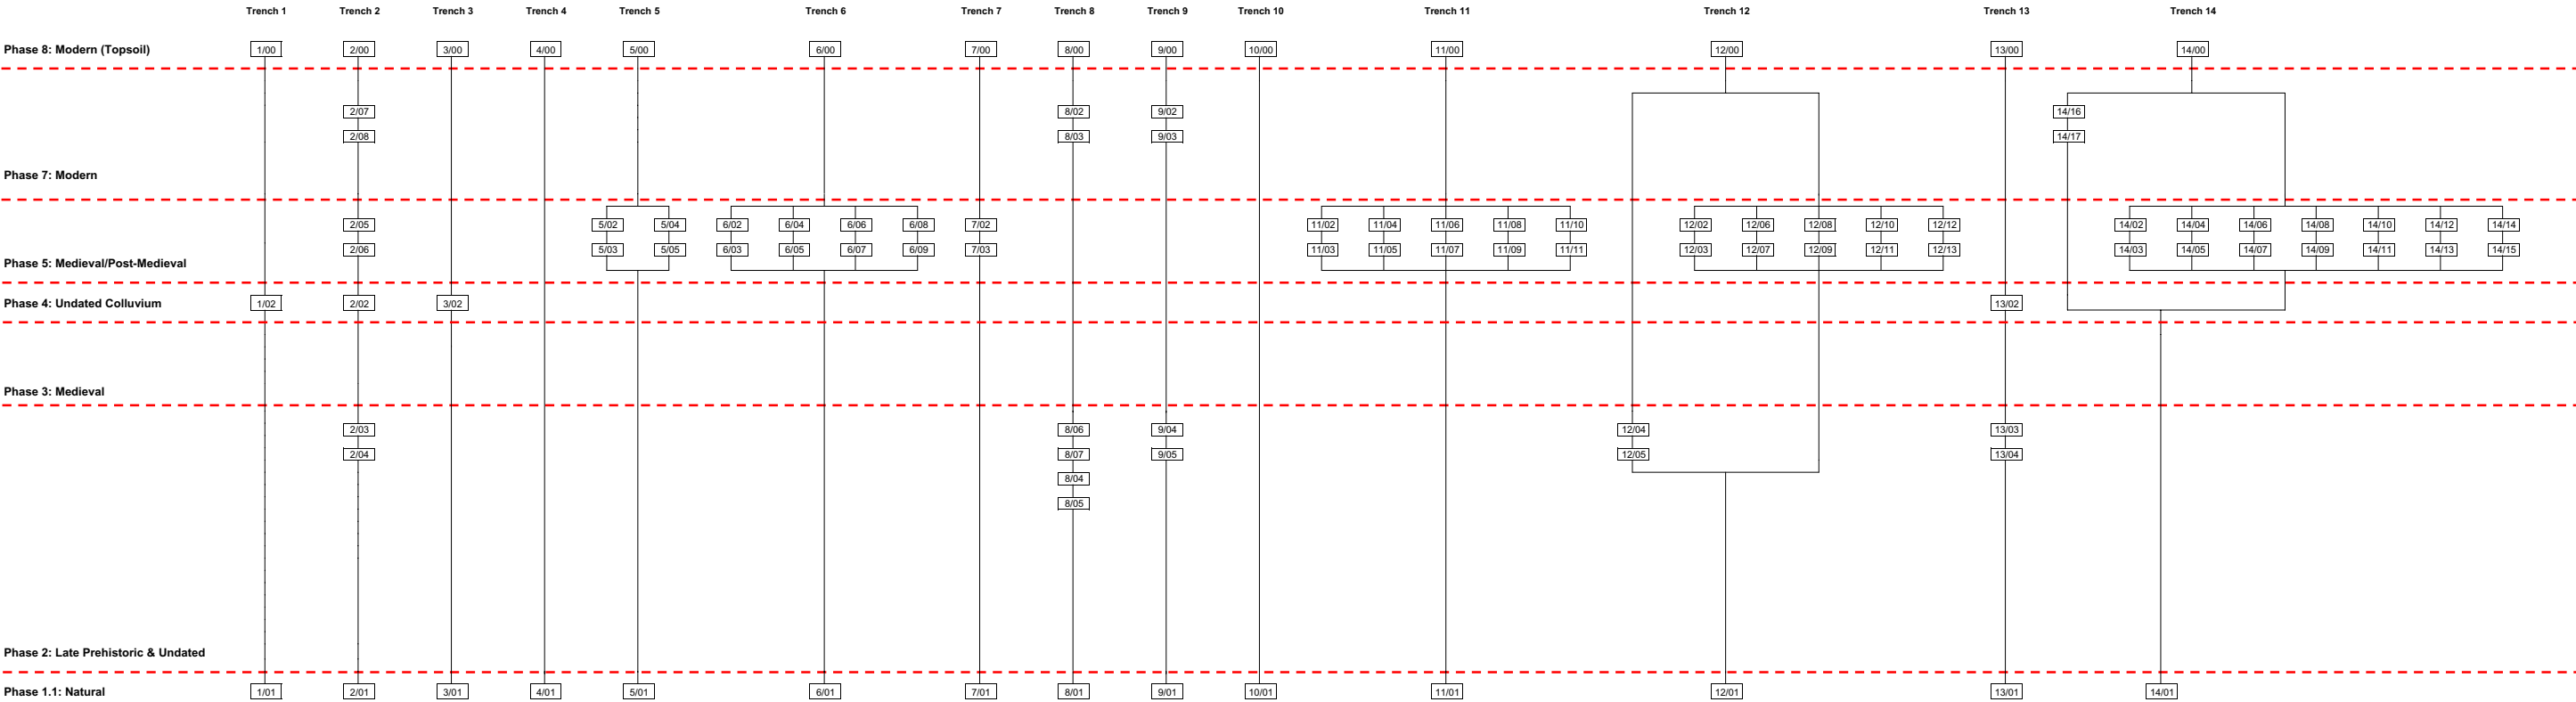 Trench 1 Trench 2 Trench 3 Trench 4 Trench 5 Trench 6 Trench 7 Trench 8 Trench 9 Trench 10 Trench 11 Trench 12 Trench 13 Trench 14
Phase 8: Modern (Topsoil) 1/00 2/00 3/00 4/00 5/00 6/00 7/00 8/00 9/00 10/00 11/00 12/00 13/00 14/00
2/07 8/02 9/02 14/16
2/08 8/03 9/03 14/17
Phase 7: Modern
2/05 5/02 5/04 6/02 6/04 6/06 6/08 7/02 11/02 11/04 11/06 11/08 11/10 12/02 12/06 12/08 12/10 12/12 14/02 14/04 14/06 14/08 14/10 14/12 14/14
2/06 5/03 5/05 6/03 6/05 6/07 6/09 7/03 11/03 11/05 11/07 11/09 11/11 12/03 12/07 12/09 12/11 12/13 14/03 14/05 14/07 14/09 14/11 14/13 14/15
Phase 5: Medieval/Post-Medieval
Phase 4: Undated Colluvium 1/02 2/02 3/02 13/02
Phase 3: Medieval
2/03 8/06 9/04 12/04 13/03
2/04 8/07 9/05 12/05 13/04
8/04
8/05
Phase 2: Late Prehistoric & Undated
Phase 1.1: Natural 1/01 2/01 3/01 4/01 5/01 6/01 7/01 8/01 9/01 10/01 11/01 12/01 13/01 14/01